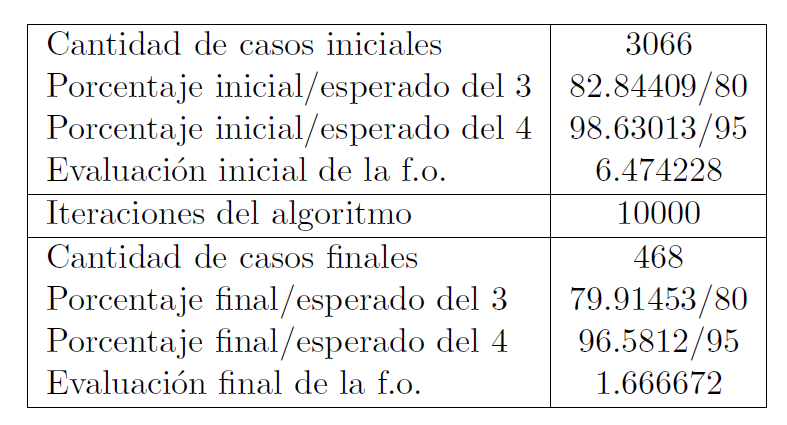 Cantidad de casos iniciales 3066
Porcentaje inicial/esperado del 3 82.84409/80
Porcentaje inicial/esperado del 4 98.63013/95
Evaluación inicial de la f.o. 6.474228
Iteraciones del algoritmo 10000
Cantidad de casos finales 468
Porcentaje final/esperado del 3 79.91453/80
Porcentaje final/esperado del 4 96.5812/95
Evaluación final de la f.o. 1.666672